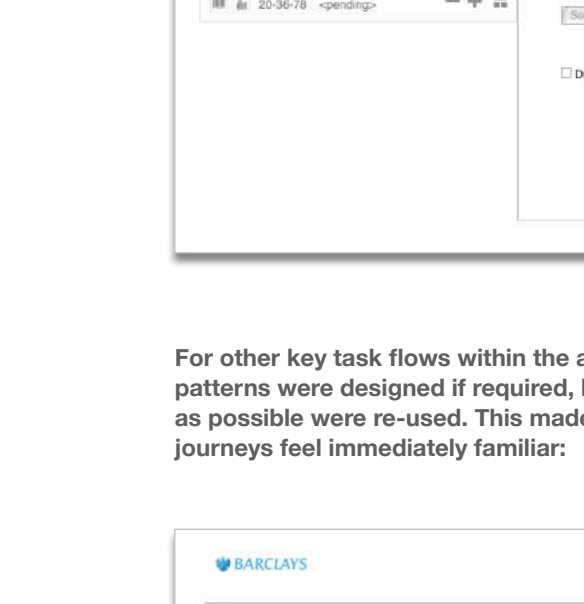 20-36-78 <pending>
For other key task flows within the
patterns were designed if required,
as possible were re-used. This made
journeys feel immediately familiar:
BARCLAYS